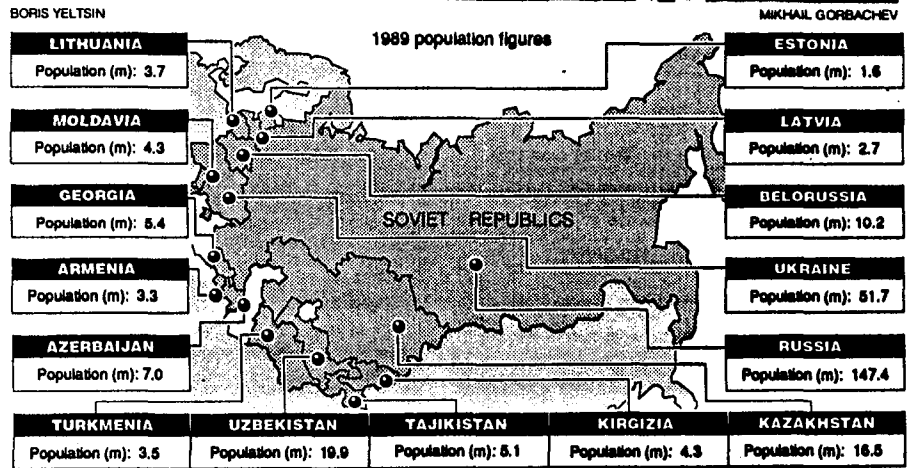 BORIS YELTSIN
MIKHAIL GORBACHEV
1989 population figures
LITHUANIA
Population (m): 3.7
MOLDAVIA
Population (m): 4.3
GEORGIA
Population (m): 5.4
ARMENIA
Population (m): 3.3
AZERBAIJAN
Population (m): 7.0
SOVIET REPUBLICS
ESTONIA
Population (m): 1.6
LATVIA
Population (m): 2.7
BELORUSSIA
Population (m): 10.2
UKRAINE
Population (m): 51.7
RUSSIA
Population (m): 147.4
TURKMENIA
Population (m): 3.5
UZBEKISTAN
Population (m): 19.9
TAJIKISTAN
Population (m): 5.1
KIRGIZIA
Population (m): 4.3
KAZAKHSTAN
Population (m): 16.5